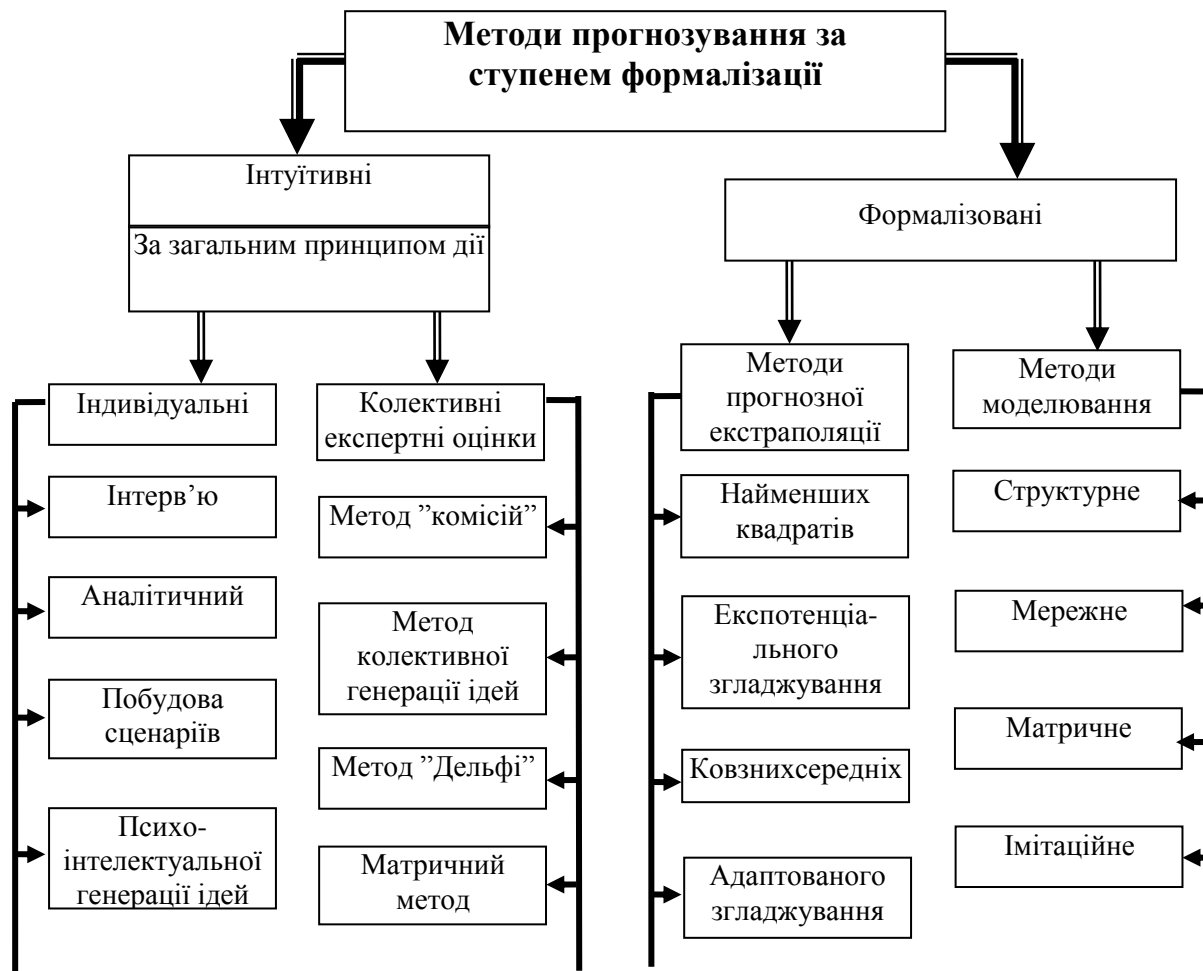 Методи прогнозування за
ступенем формалізації
Інтуїтивні
За загальним принципом дії
Формалізовані
Індивідуальні
Інтерв’ю
Аналітичний
Побудова
сценаріїв
Психо-
інтелектуальної
генерації ідей
Колективні
експертні оцінки
Метод ”комісій”
Метод
колективної
генерації ідей
Метод ”Дельфі”
Матричний
метод
Методи
прогнозної
екстраполяції
Найменших
квадратів
Експотенціа-
льного
згладжування
Ковзнихсередніх
Адаптованого
згладжування
Методи
моделювання
Структурне
Мережне
Матричне
Імітаційне